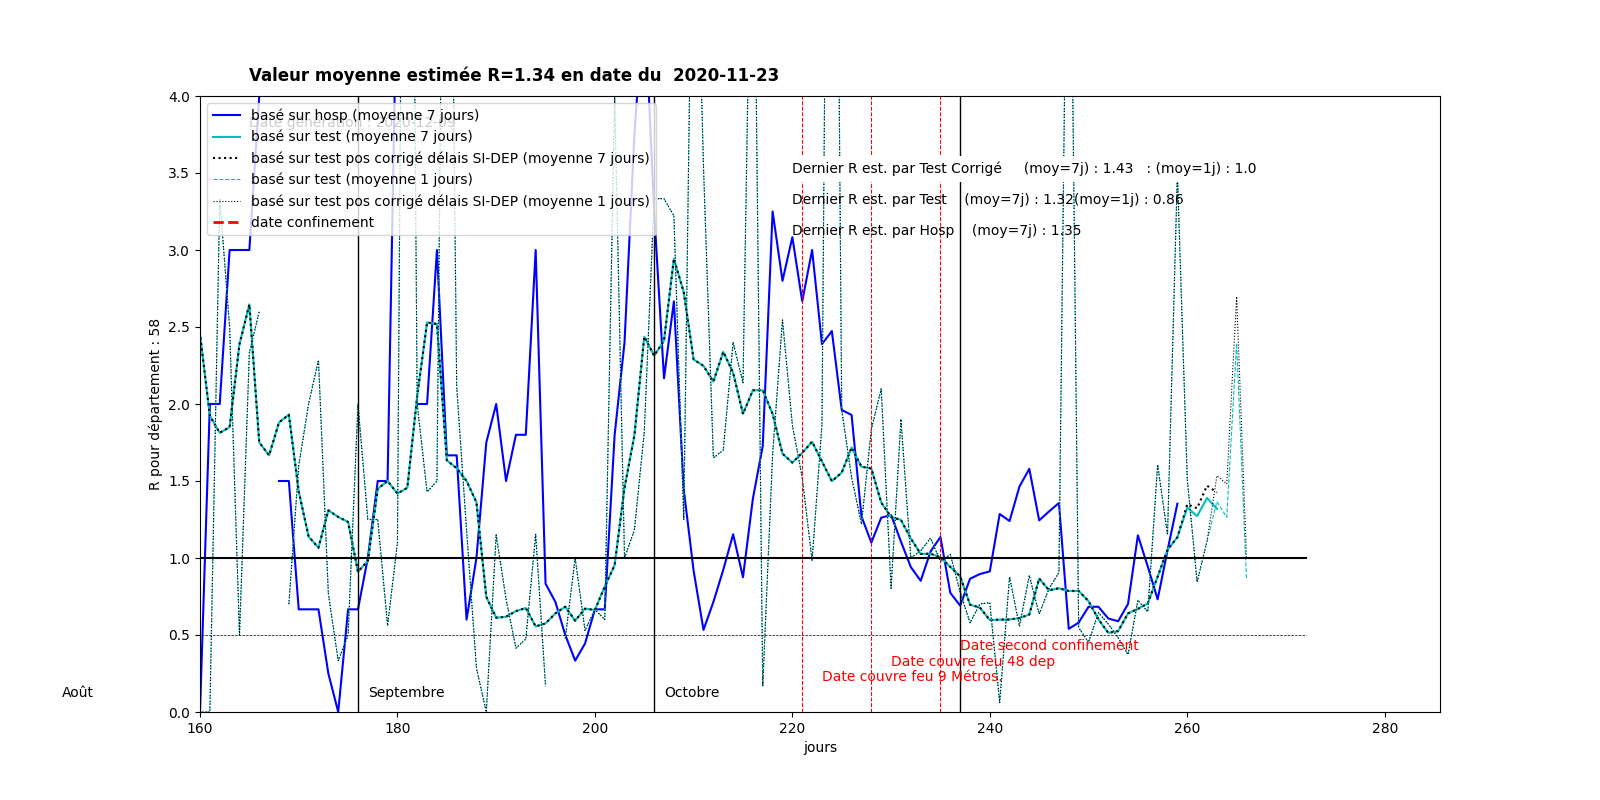 Valeur moyenne estimée R=1.34 en date du  2020-11-23
basé sur hosp (moyenne 7 jours)
basé sur test (moyenne 7 jours)
basé sur test pos corrigé délais SI-DEP (moyenne 7 jours)
basé sur test (moyenne 1 jours)
basé sur test pos corrigé délais SI-DEP (moyenne 1 jours)
date confinement
Dernier R est. par Test Corrigé (moy=7j) : 1.43 : (moy=1j) : 1.0
Dernier R est. par Test (moy=7j) : 1.32(moy=1j) : 0.86
Dernier R est. par Hosp (moy=7j) : 1.35
R pour département : 58
4.0
3.5
3.0
2.5
2.0
1.5
1.0
0.5
0.0
Date second confinement
Date couvre feu 48 dep
Date couvre feu 9 Métros.
Août
Septembre
Octobre
160 180 200 220 240 260 280
jours